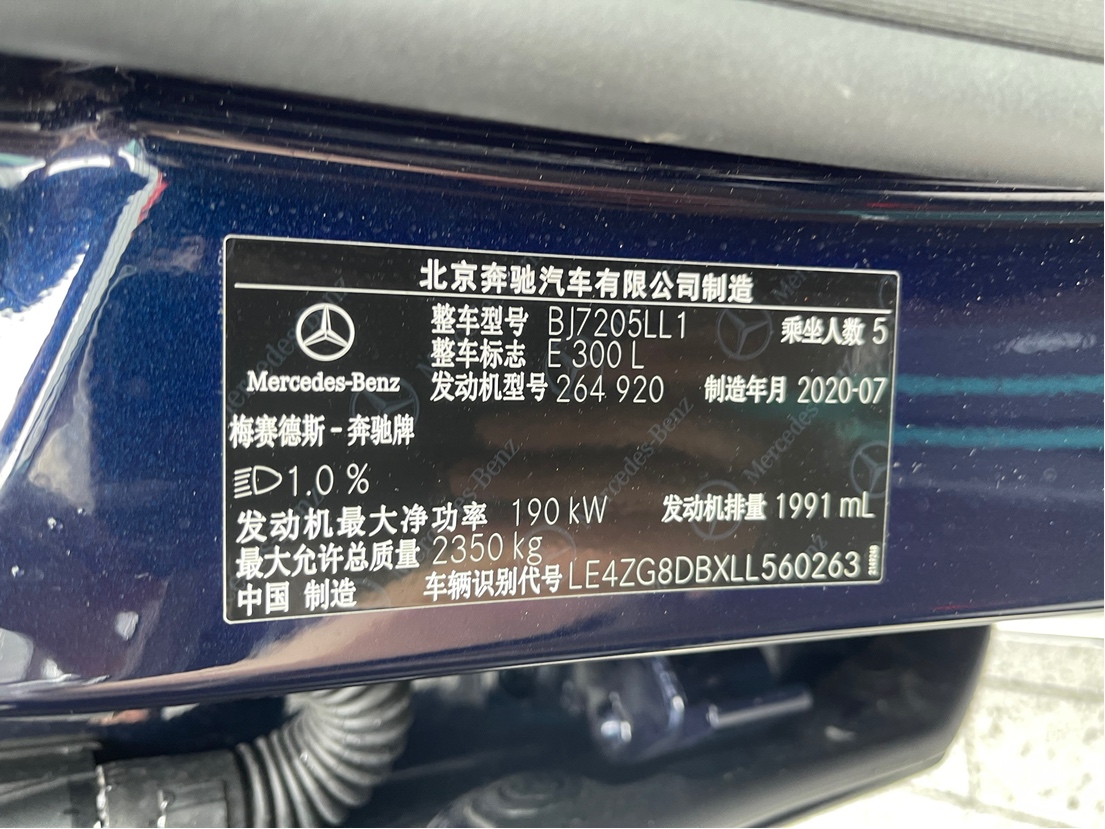 北京奔驰汽车有限公司制造
整车型号 BJ7205LL1 乘坐人数 5
整车标志 E 300 L
Mercedes-Benz 发动机型号 264 920 制造年月 2020-07
梅赛德斯-奔驰牌
1.0 %
发动机最大净功率 190 kW 发动机排量 1991 mL
最大允许总质量 2350 kg
中国 制造 车辆识别代号 LE4ZG8DBXLL560263